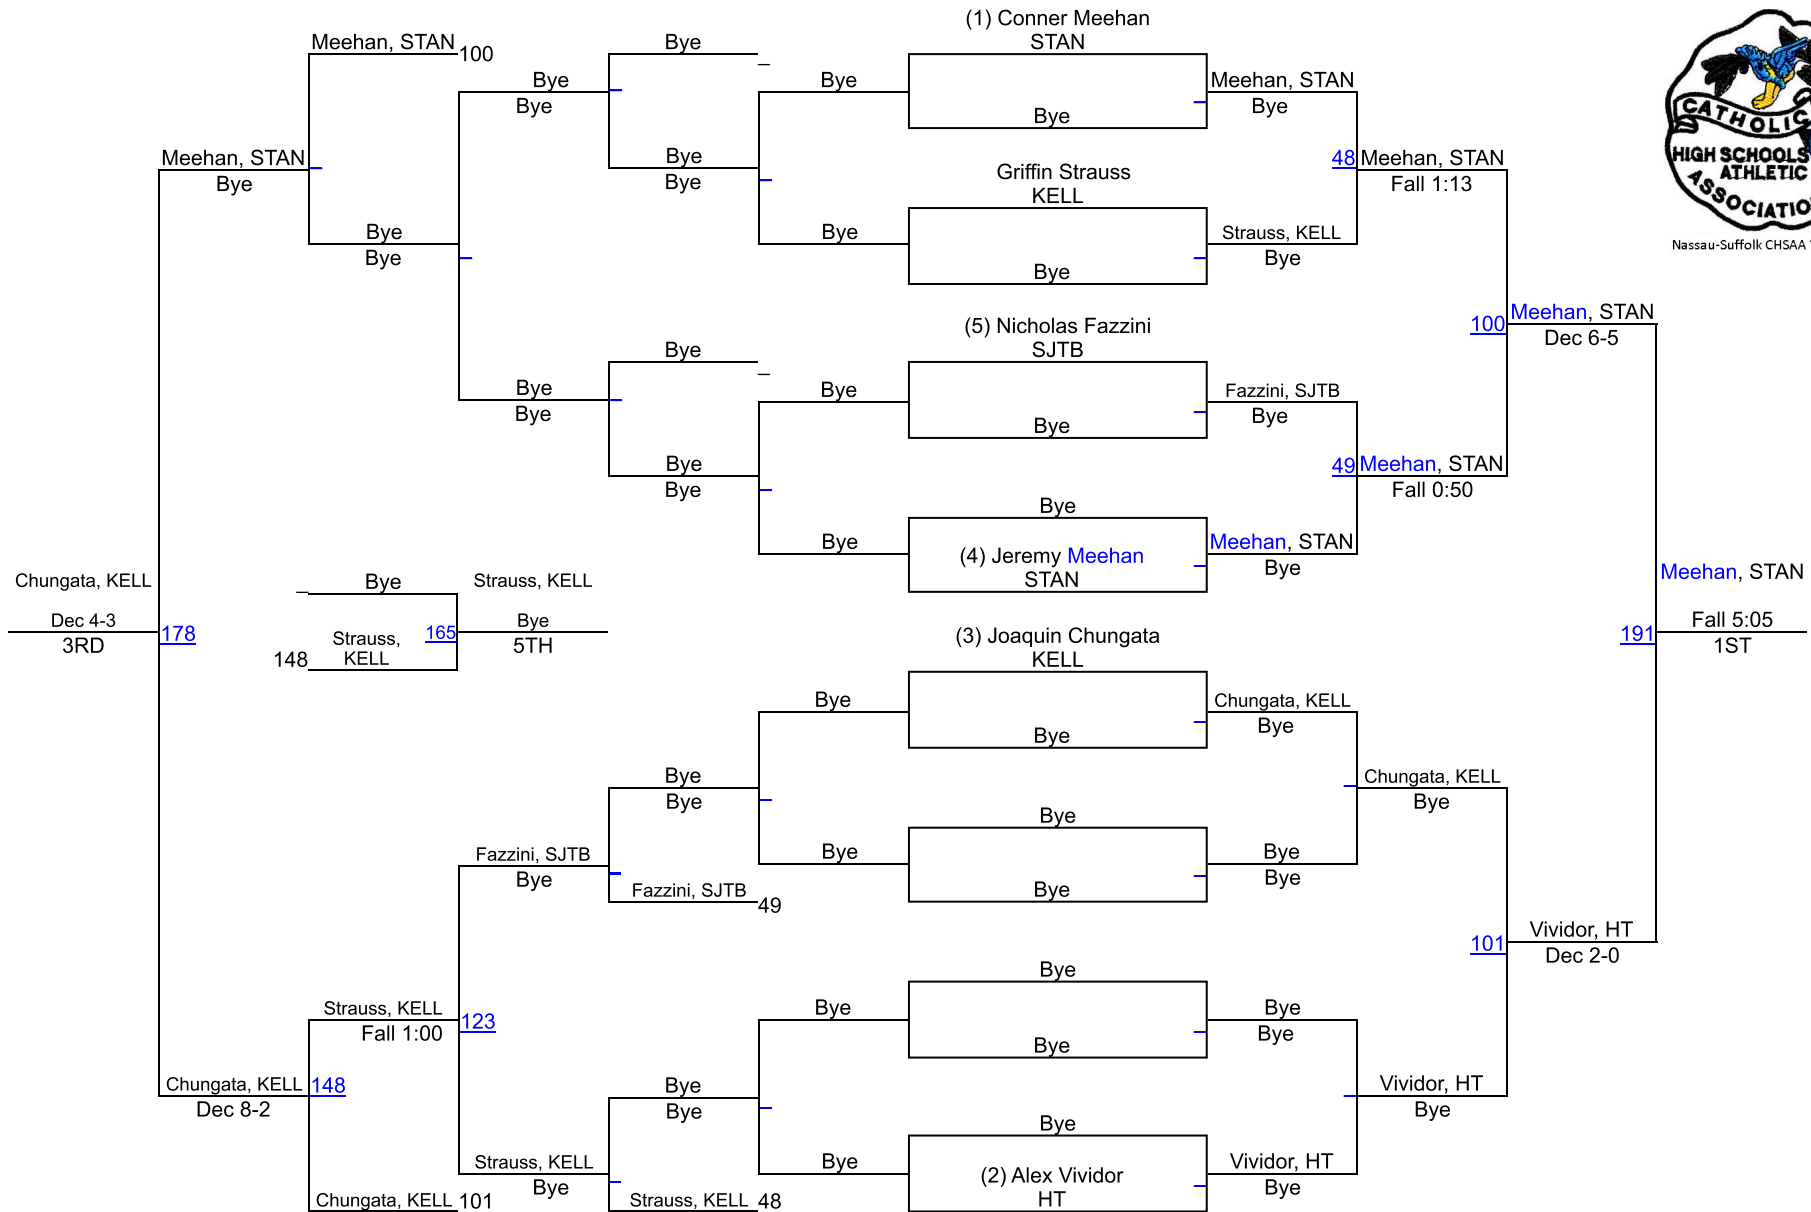 (1) Conner Meehan
STAN
Meehan, STAN
100
Bye
_
Bye
Bye
Bye
Meehan, STAN
Bye
Bye
CATHOLIC
HIGH SCHOOLS
ATHLETIC
ASSOCIATIO
Nassau-Suffolk CHSAA
Meehan, STAN
Bye
Bye
Bye
48
Meehan, STAN
Fall 1:13
Griffin Strauss
KELL
Bye
Bye
Bye
Strauss, KELL
Bye
Bye
(5) Nicholas Fazzini
SJTB
Bye
_
100
Meehan, STAN
Dec 6-5
Bye
Bye
Bye
Fazzini, SJTB
Bye
Bye
Bye
Bye
49
Meehan, STAN
Fall 0:50
Bye
Bye
(4) Jeremy Meehan
STAN
Meehan, STAN
Bye
Chungata, KELL
Dec 4-3
3RD
178
_
Bye
148
Strauss,
KELL
165
Strauss, KELL
Bye
5TH
Meehan, STAN
191
Fall 5:05
1ST
(3) Joaquin Chungata
KELL
Bye
Chungata, KELL
Bye
Bye
Bye
Bye
Chungata, KELL
Bye
Bye
Fazzini, SJTB
Bye
Fazzini, SJTB
49
Bye
Bye
Bye
Bye
101
Vividor, HT
Dec 2-0
Bye
Strauss, KELL
Fall 1:00
123
Bye
Bye
Bye
Bye
Chungata, KELL
Dec 8-2
148
Bye
Bye
Vividor, HT
Bye
Bye
Strauss, KELL
Bye
Bye
(2) Alex Vividor
HT
Vividor, HT
Bye
Chungata, KELL
101
Strauss, KELL
48